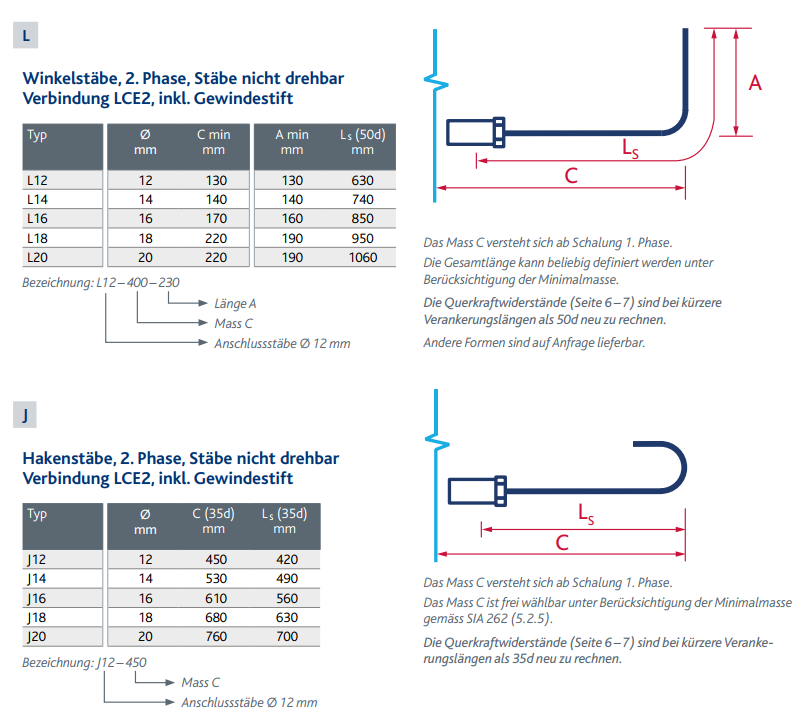 L
Winkelstäbe, 2. Phase, Stäbe nicht drehbar
Verbindung LCE2, inkl. Gewindestift
Typ Ø C min A min Ls (50d)
mm mm mm mm
L12 12 130 130 630
L14 14 140 140 740
L16 16 170 160 850
L18 18 220 190 950
L20 20 220 190 1060
Bezeichnung: L12 – 400 – 230
Länge A
Mass C
Anschlussstäbe Ø 12 mm
A
LS
C
Das Mass C versteht sich ab Schalung 1. Phase.
Die Gesamtlänge kann beliebig definiert werden unter
Berücksichtigung der Minimalmasse.
Die Querkraftwiderstände (Seite 6 – 7) sind bei kürzere
Verankerungslängen als 50d neu zu rechnen.
Andere Formen sind auf Anfrage lieferbar.
J
Hakenstäbe, 2. Phase, Stäbe nicht drehbar
Verbindung LCE2, inkl. Gewindestift
Typ Ø C (35d) Ls (35d)
mm mm mm
J12 12 450 420
J14 14 530 490
J16 16 610 560
J18 18 680 630
J20 20 760 700
Bezeichnung: J12 – 450
Mass C
Anschlussstäbe Ø 12 mm
LS
C
Das Mass C versteht sich ab Schalung 1. Phase.
Das Mass C ist frei wählbar unter Berücksichtigung der Minimalmasse
gemäss SIA 262 (5.2.5).
Die Querkraftwiderstände (Seite 6 – 7) sind bei kürzere Veranke-
rungslängen als 35d neu zu rechnen.